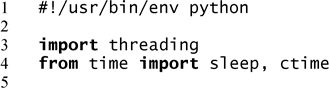 1 #!/usr/bin/env python
2
3 import threading
4 from time import sleep, ctime
5